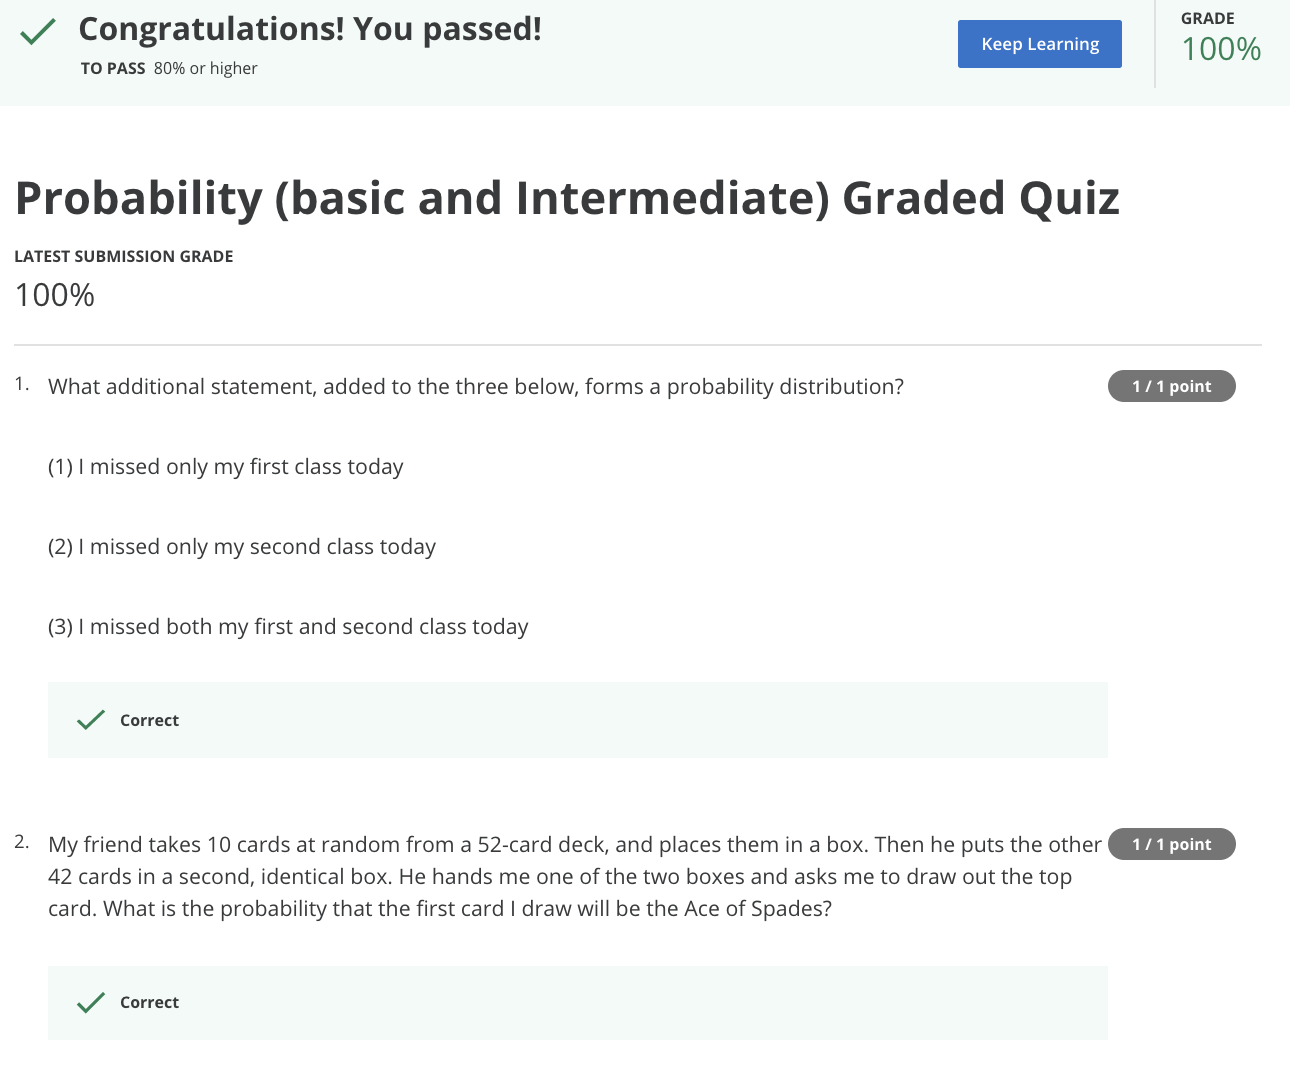 Congratulations! You passed!
TO PASS 80% or higher
Keep Learning
GRADE
100%
Probability (basic and Intermediate) Graded Quiz
LATEST SUBMISSION GRADE
100%
1. What additional statement, added to the three below, forms a probability distribution?
1 / 1 point
(1) I missed only my first class today
(2) I missed only my second class today
(3) I missed both my first and second class today
Correct
2. My friend takes 10 cards at random from a 52-card deck, and places them in a box. Then he puts the other
1 / 1 point
42 cards in a second, identical box. He hands me one of the two boxes and asks me to draw out the top
card. What is the probability that the first card I draw will be the Ace of Spades?
Correct